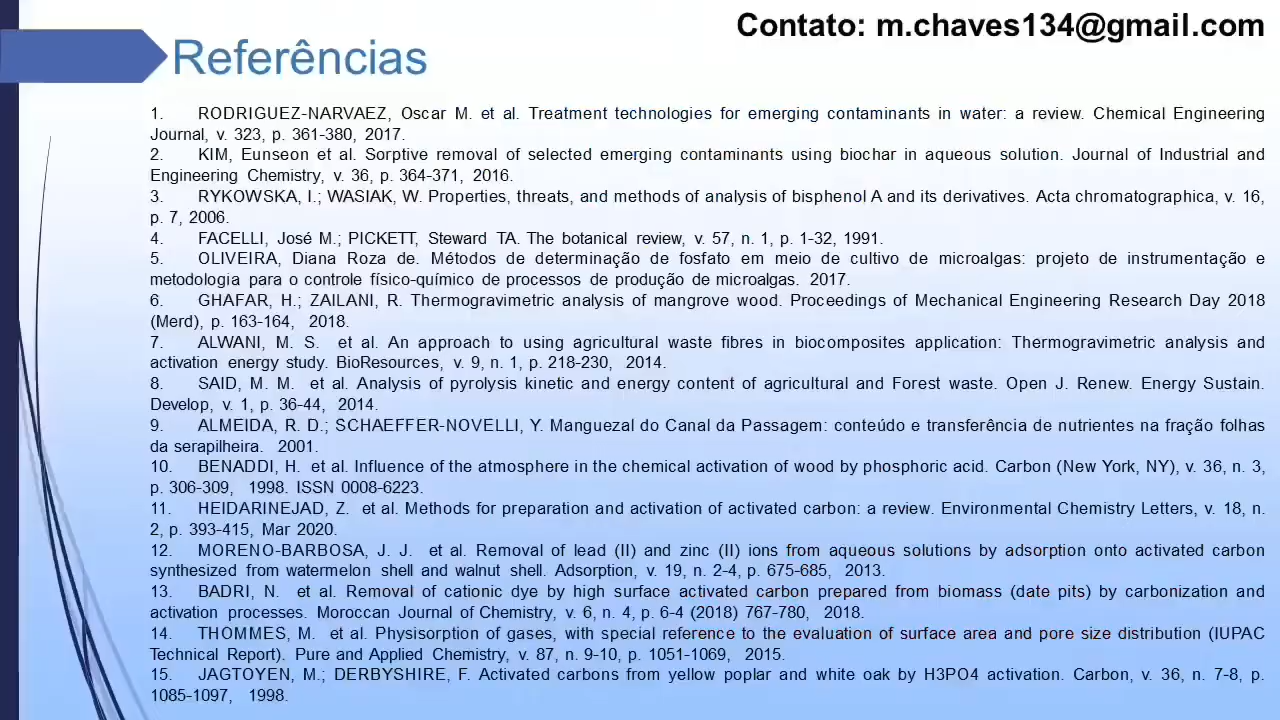 Contato: m.chaves134@gmail.com
Referências
1. RODRIGUEZ-NARVAEZ, Oscar M. et al. Treatment technologies for emerging contaminants in water: a review. Chemical Engineering
Journal, v. 323, p. 361-380, 2017.
2. KIM, Eunseon et al. Sorptive removal of selected emerging contaminants using biochar in aqueous solution. Journal of Industrial and
Engineering Chemistry, v. 36, p. 364-371, 2016.
3. RYKOWSKA, I.; WASIAK, W. Properties, threats, and methods of analysis of bisphenol A and its derivatives. Acta chromatographica, v. 16,
p. 7, 2006.
4. FACELLI, José M.; PICKETT, Steward TA. The botanical review, v. 57, n. 1, p. 1-32, 1991.
5. OLIVEIRA, Diana Roza de. Métodos de determinação de fosfato em meio de cultivo de microalgas: projeto de instrumentação e
metodologia para o controle físico-químico de processos de produção de microalgas. 2017.
6. GHAFAR, H.; ZAILANI, R. Thermogravimetric analysis of mangrove wood. Proceedings of Mechanical Engineering Research Day 2018
(Merd), p. 163-164, 2018.
7. ALWANI, M. S. et al. An approach to using agricultural waste fibres in biocomposites application: Thermogravimetric analysis and
activation energy study. BioResources, v. 9, n. 1, p. 218-230, 2014.
8. SAID, M. M. et al. Analysis of pyrolysis kinetic and energy content of agricultural and Forest waste. Open J. Renew. Energy Sustain.
Develop, v. 1, p. 36-44, 2014.
9. ALMEIDA, R. D.; SCHAEFFER-NOVELLI, Y. Manguezal do Canal da Passagem: conteúdo e transferência de nutrientes na fração folhas
da serapilheira. 2001.
10. BENADDI, H. et al. Influence of the atmosphere in the chemical activation of wood by phosphoric acid. Carbon (New York, NY), v. 36, n. 3,
p. 306-309, 1998. ISSN 0008-6223.
11. HEIDARINEJAD, Z. et al. Methods for preparation and activation of activated carbon: a review. Environmental Chemistry Letters, v. 18, n.
2, p. 393-415, Mar 2020.
12. MORENO-BARBOSA, J. J. et al. Removal of lead (II) and zinc (II) ions from aqueous solutions by adsorption onto activated carbon
synthesized from watermelon shell and walnut shell. Adsorption, v. 19, n. 2-4, p. 675-685, 2013.
13. BADRI, N. et al. Removal of cationic dye by high surface activated carbon prepared from biomass (date pits) by carbonization and
activation processes. Moroccan Journal of Chemistry, v. 6, n. 4, p. 6-4 (2018) 767-780, 2018.
14. THOMMES, M. et al. Physisorption of gases, with special reference to the evaluation of surface area and pore size distribution (IUPAC
Technical Report). Pure and Applied Chemistry, v. 87, n. 9-10, p. 1051-1069, 2015.
15. JAGTOYEN, M.; DERBYSHIRE, F. Activated carbons from yellow poplar and white oak by H3PO4 activation. Carbon, v. 36, n. 7-8, p.
1085-1097, 1998.